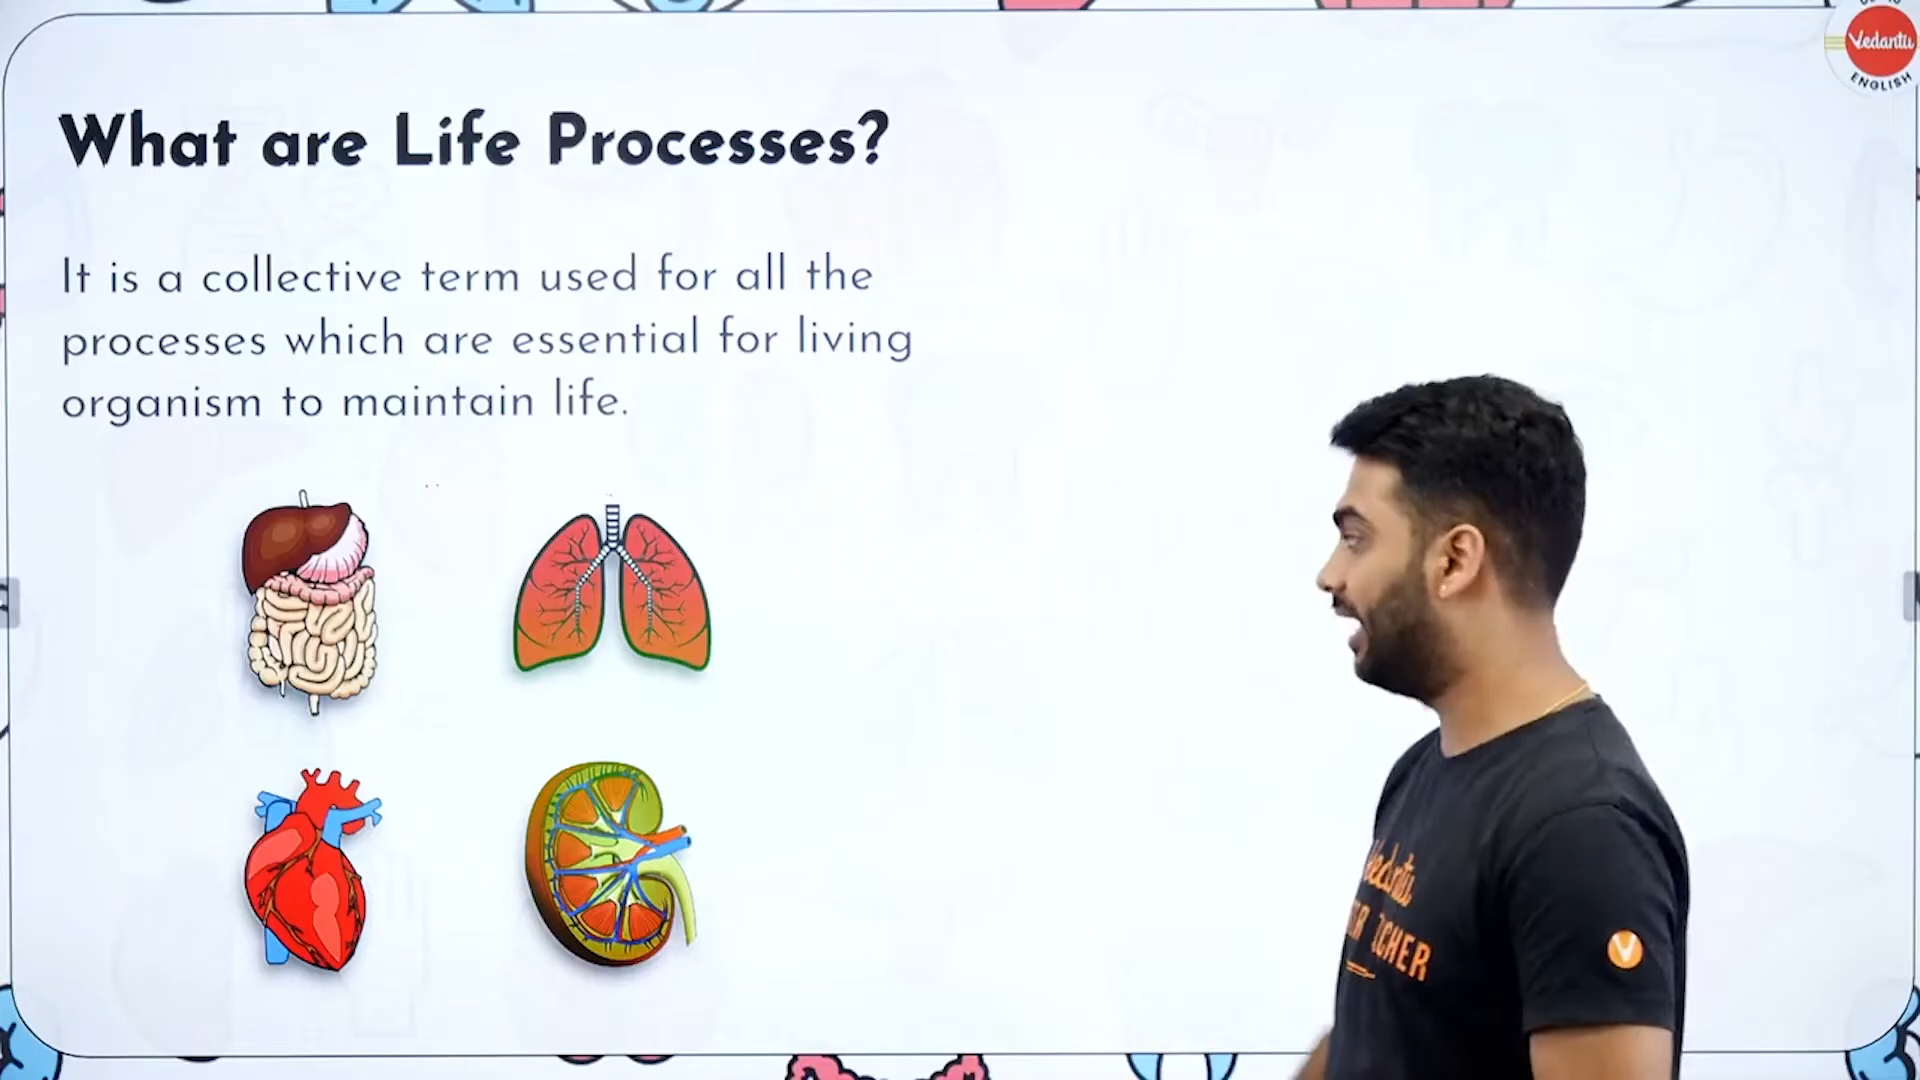 Vedantu
ENGLISH
What are Life Processes?
It is a collective term used for all the
processes which are essential for living
organism to maintain life.
Vedantu
V